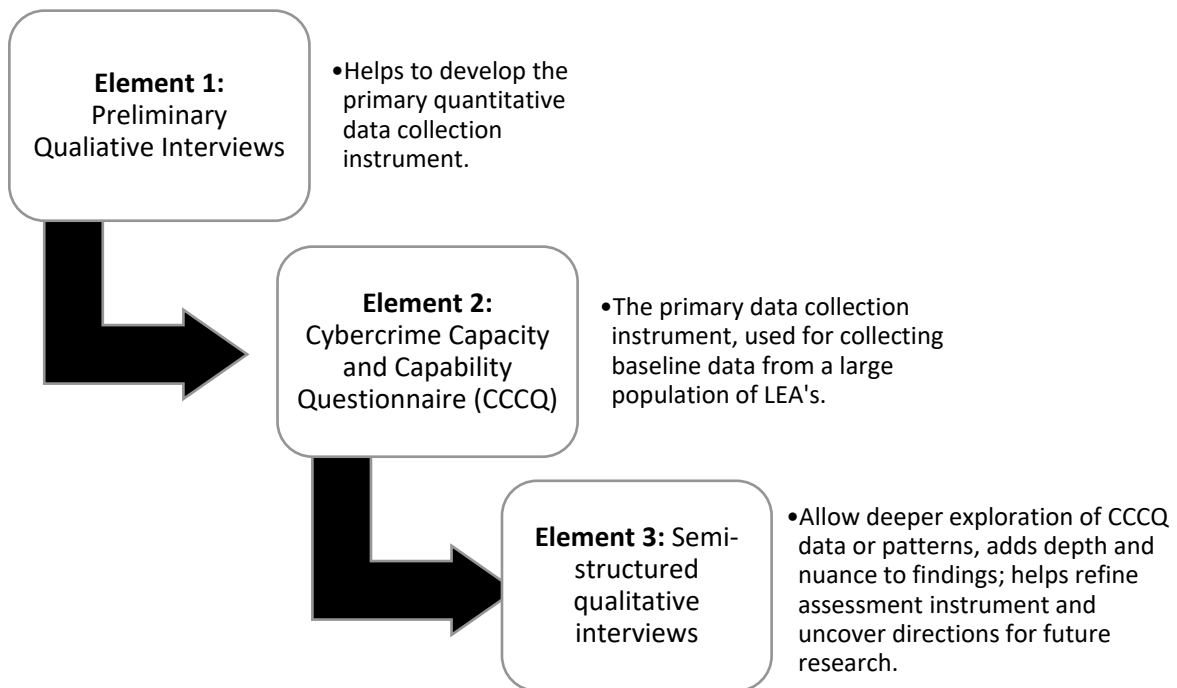 Element 1:
Preliminary
Qualiative Interviews
•Helps to develop the
primary quantitative
data collection
instrument.
Element 2:
Cybercrime Capacity
and Capability
Questionnaire (CCCQ)
•The primary data collection
instrument, used for collecting
baseline data from a large
population of LEA's.
Element 3: Semi-
structured
qualitative
interviews
•Allow deeper exploration of CCCQ
data or patterns, adds depth and
nuance to findings; helps refine
assessment instrument and
uncover directions for future
research.